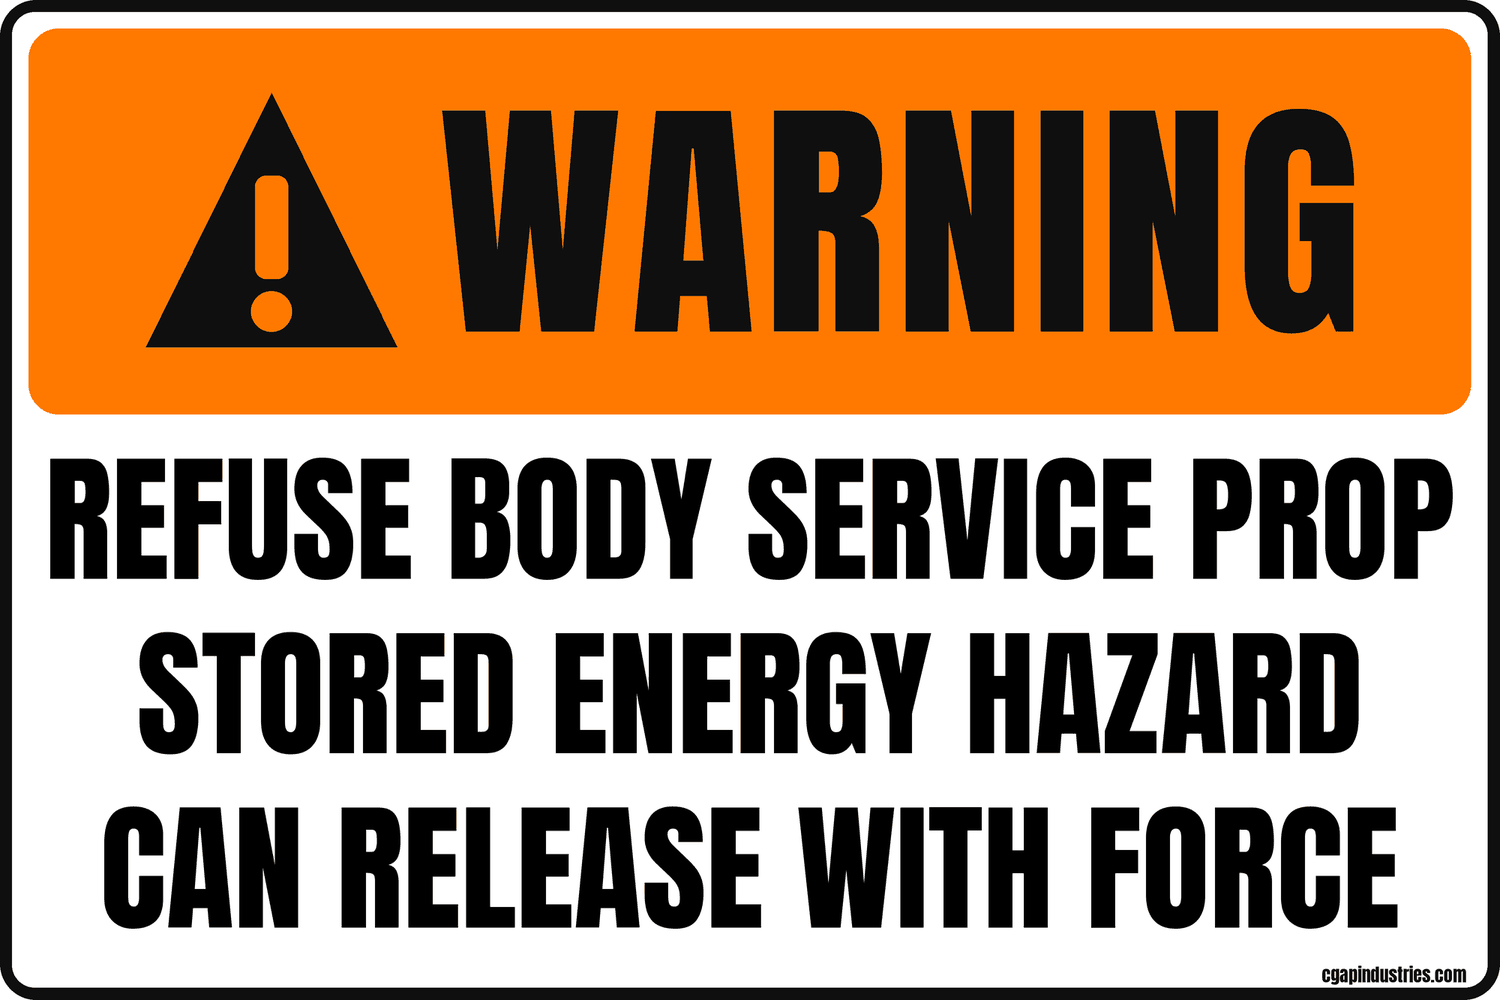 WARNING
REFUSE BODY SERVICE PROP
STORED ENERGY HAZARD
CAN RELEASE WITH FORCE
cgapindustries.com